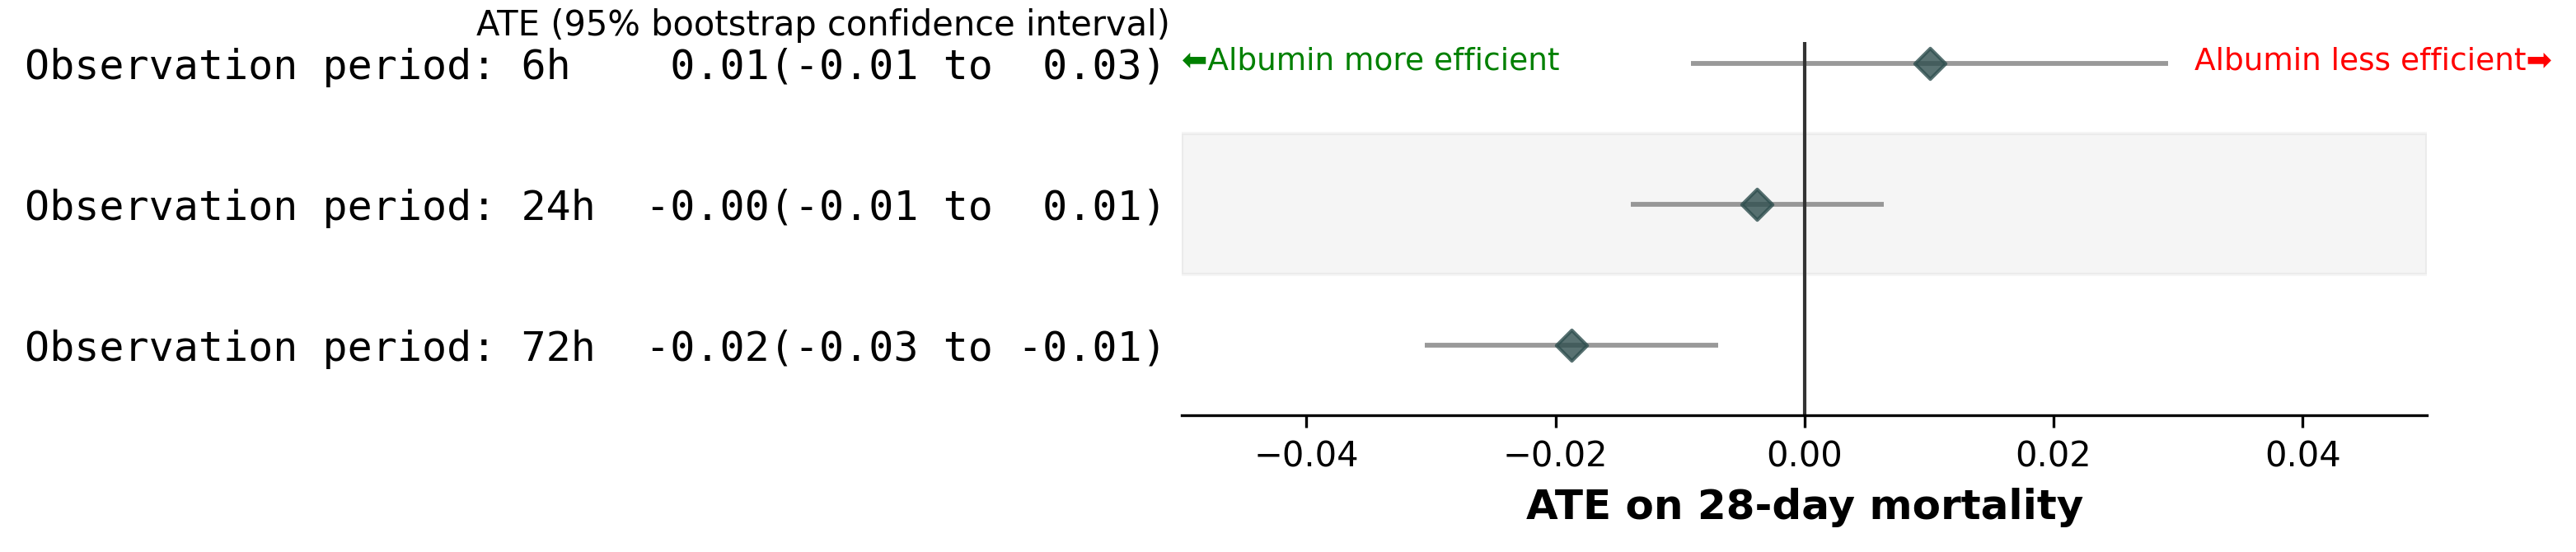 ATE (95% bootstrap confidence interval)
Observation period: 6h 0.01(-0.01 to 0.03) ⬅Albumin more efficient Albumin less efficient➡
Observation period: 24h -0.00(-0.01 to 0.01)
Observation period: 72h -0.02(-0.03 to -0.01)
−0.04 −0.02 0.00 0.02 0.04
ATE on 28-day mortality